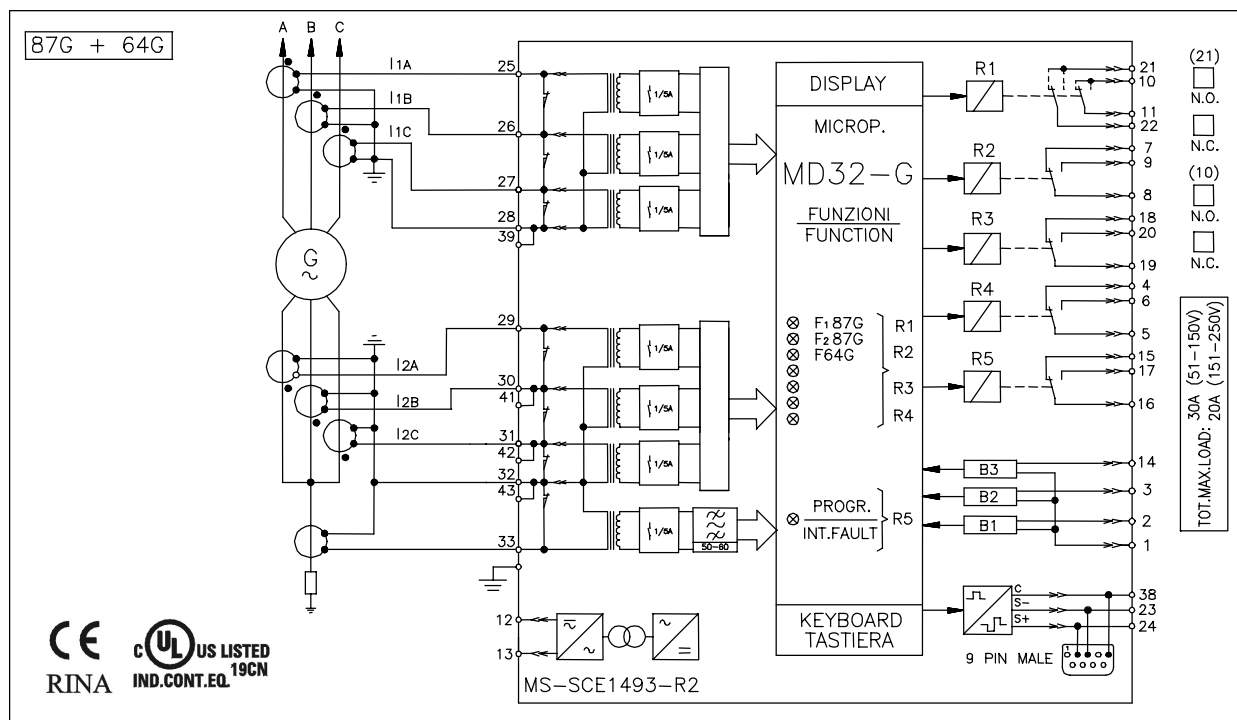 87G + 64G
A B C
I1A
I1B
I1C
I2A
I2B
I2C
G
~
25
26
27
28
39
29
30
41
31
42
32
43
33
12
13
1/5A
1/5A
1/5A
1/5A
1/5A
1/5A
1/5A
50-60
DISPLAY
MICROP.
MD32-G
FUNZIONI
FUNCTION
F1 87G
F2 87G
F64G
R1
R2
R3
R4
PROGR.
INT.FAULT
R5
KEYBOARD
TASTIERA
R1
R2
R3
R4
R5
B3
B2
B1
C
S-
S+
21
10
11
22
7
9
8
18
20
19
4
6
5
15
17
16
14
3
2
1
38
23
24
1
9 PIN MALE
(21)
N.O.
N.C.
(10)
N.O.
N.C.
TOT.MAX.LOAD: 30A (51-150V)
20A (151-250V)
MS-SCE1493-R2
CE
RINA
C UL US LISTED
IND.CONT.EQ. 19CN